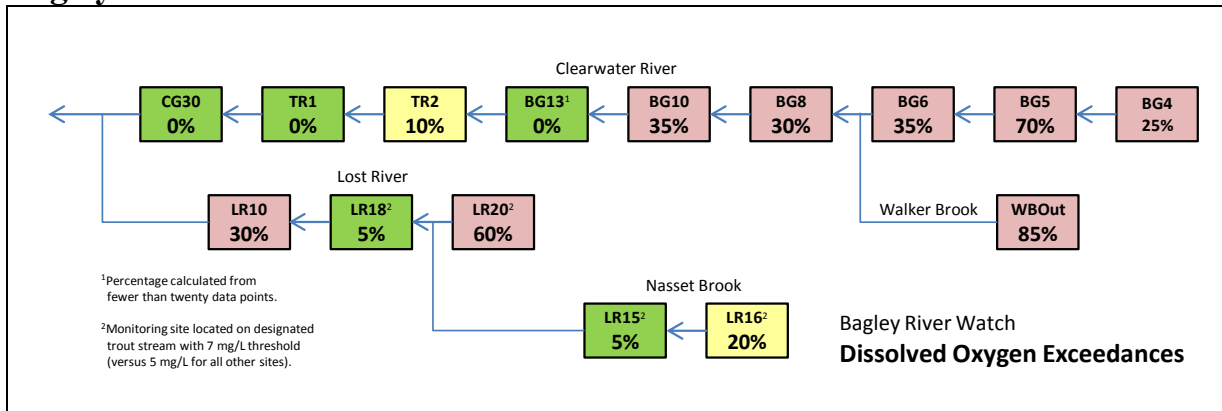 Clearwater River
CG30
0%
TR1
0%
TR2
10%
BG13¹
0%
BG10
35%
BG8
30%
BG6
35%
BG5
70%
BG4
25%
Lost River
LR10
30%
LR18²
5%
LR20²
60%
Walker Brook
WBOut
85%
Nasset Brook
LR15²
5%
LR16²
20%
¹Percentage calculated from
fewer than twenty data points.
²Monitoring site located on designated
trout stream with 7 mg/L threshold
(versus 5 mg/L for all other sites).
Bagley River Watch
Dissolved Oxygen Exceedances